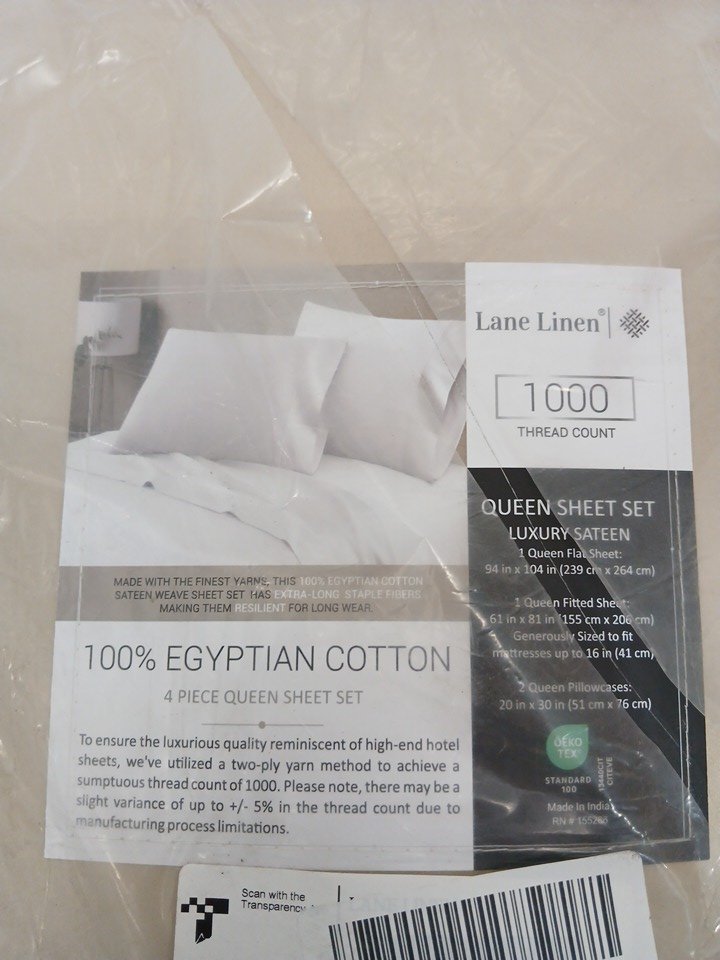 Lane Linen®
1000
THREAD COUNT
QUEEN SHEET SET
LUXURY SATEEN
1 Queen Flat Sheet:
94 in x 104 in (239 cm x 264 cm)
1 Queen Fitted Sheet:
61 in x 81 in (155 cm x 206 cm)
Generously Sized to fit
mattresses up to 16 in (41 cm)
2 Queen Pillowcases:
20 in x 30 in (51 cm x 76 cm)
OEKO
TEX®
STANDARD
100
CITEVE
Made In India
RN #
MADE WITH THE FINEST YARNS, THIS 100% EGYPTIAN COTTON
SATEEN WEAVE SHEET SET HAS EXTRA-LONG STAPLE FIBERS
MAKING THEM RESILIENT FOR LONG WEAR.
100% EGYPTIAN COTTON
4 PIECE QUEEN SHEET SET
To ensure the luxurious quality reminiscent of high-end hotel
sheets, we've utilized a two-ply yarn method to achieve a
sumptuous thread count of 1000. Please note, there may be a
slight variance of up to +/- 5% in the thread count due to
manufacturing process limitations.
Scan with the
Transparency